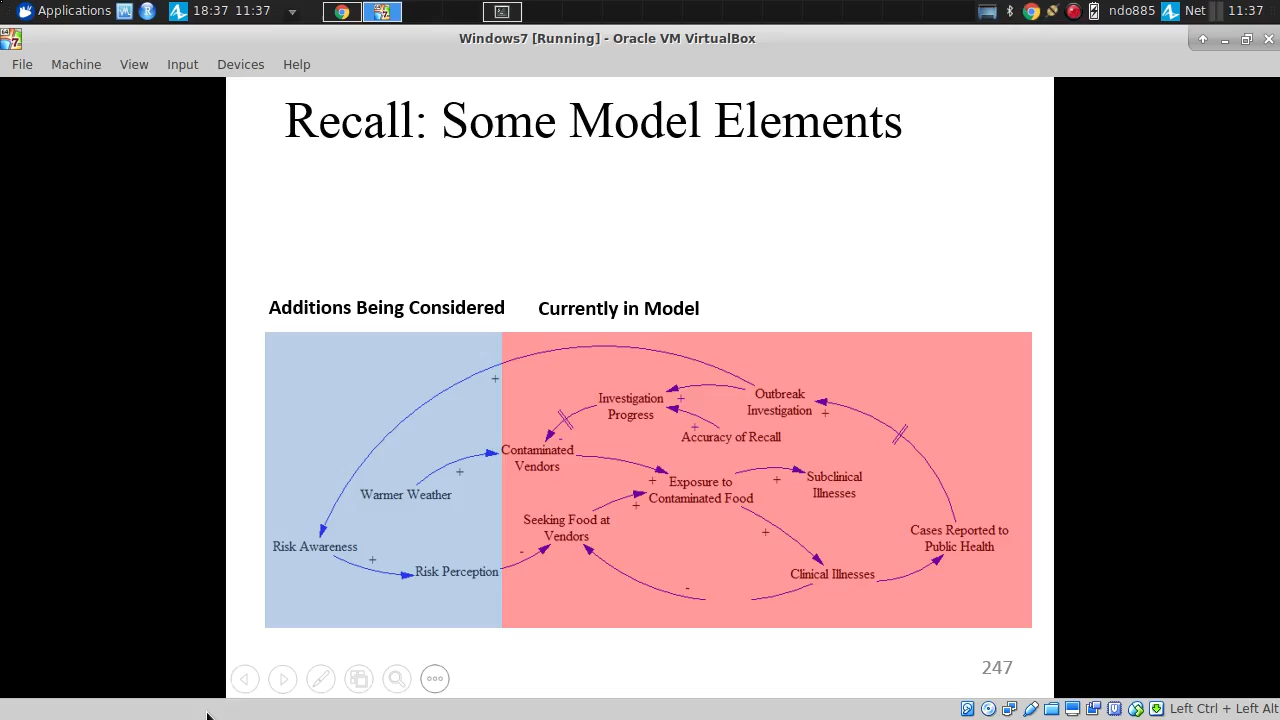 Applications 18:37 11:37 ndo885 Net 11:37
Windows7 [Running] - Oracle VM VirtualBox
File Machine View Input Devices Help
Recall: Some Model Elements
Additions Being Considered
Currently in Model
+
Investigation
Progress
+
Outbreak
Investigation
+
+
Accuracy of Recall
-
Contaminated
Vendors
+
Warmer Weather
+
Exposure to
Contaminated Food
+
Subclinical
Illnesses
+
Seeking Food at
Vendors
+
Cases Reported to
Public Health
Risk Awareness
+
Risk Perception
-
Clinical Illnesses
-
247
Left Ctrl + Left Alt